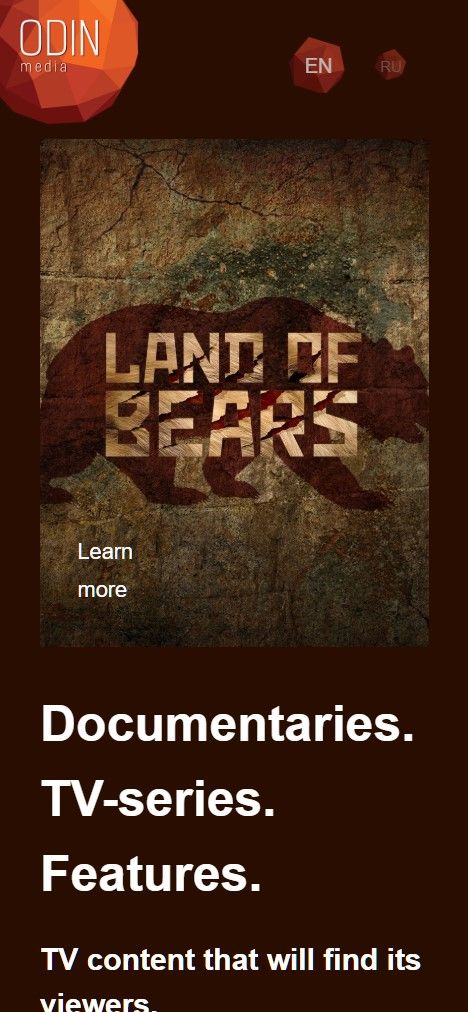 ODIN
media
EN
RU
LAND OF
BEARS
Learn
more
Documentaries.
TV-series.
Features.
TV content that will find its
viewers.